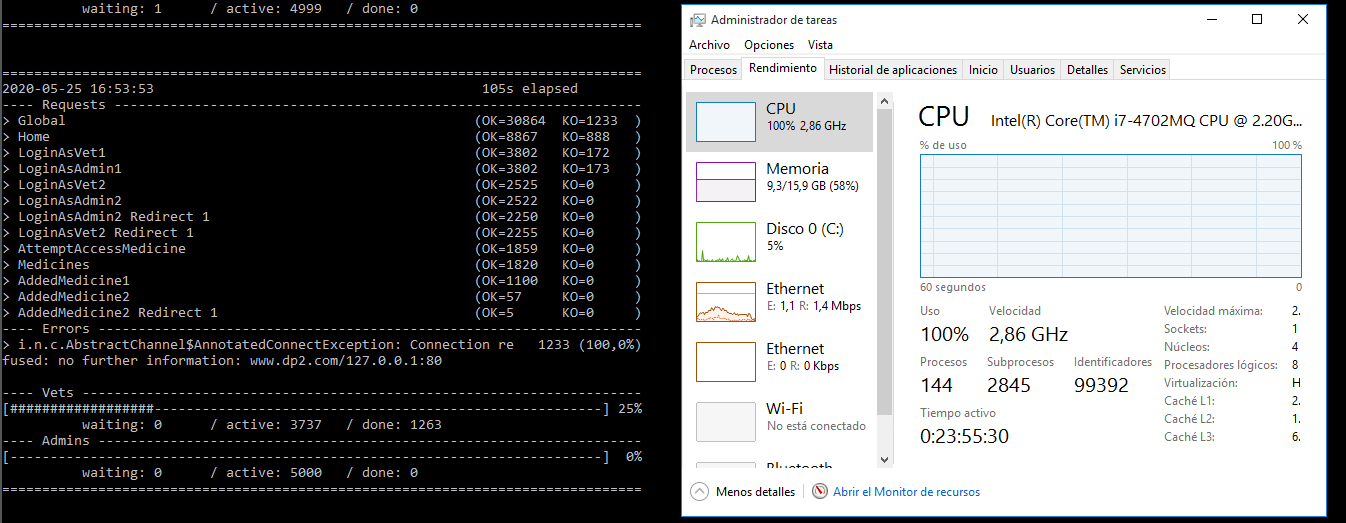 waiting: 1      / active: 4999   / done: 0
================================================================================
================================================================================
2020-05-25 16:53:53                                         105s elapsed
---- Requests ------------------------------------------------------------------
> Global                                                   (OK=30864  KO=1233  )
> Home                                                     (OK=8867   KO=888   )
> LoginAsVet1                                              (OK=3802   KO=172   )
> LoginAsAdmin1                                            (OK=3802   KO=173   )
> LoginAsVet2                                              (OK=2525   KO=0     )
> LoginAsAdmin2                                            (OK=2522   KO=0     )
> LoginAsAdmin2 Redirect 1                                 (OK=2250   KO=0     )
> LoginAsVet2 Redirect 1                                   (OK=2255   KO=0     )
> AttemptAccessMedicine                                    (OK=1859   KO=0     )
> Medicines                                                (OK=1820   KO=0     )
> AddedMedicine1                                           (OK=1100   KO=0     )
> AddedMedicine2                                           (OK=57     KO=0     )
> AddedMedicine2 Redirect 1                                (OK=5      KO=0     )
---- Errors --------------------------------------------------------------------
> i.n.c.AbstractChannel$AnnotatedConnectException: Connection re   1233 (100,0%)
fused: no further information: www.dp2.com/127.0.0.1:80
---- Vets ----------------------------------------------------------------------
[##################--------------------------------------------------------] 25%
waiting: 0      / active: 3737   / done: 1263
---- Admins --------------------------------------------------------------------
[--------------------------------------------------------------------------]  0%
waiting: 0      / active: 5000   / done: 0
================================================================================
Administrador de tareas
Archivo Opciones Vista
Procesos Rendimiento Historial de aplicaciones Inicio Usuarios Detalles Servicios
CPU
100% 2,86 GHz
Memoria
9,3/15,9 GB (58%)
Disco 0 (C:)
5%
Ethernet
E: 1,1 R: 1,4 Mbps
Ethernet
E: 0 R: 0 Kbps
Wi-Fi
No está conectado
Bluetooth
CPU Intel(R) Core(TM) i7-4702MQ CPU @ 2.20G...
% de uso 100 %
60 segundos 0
Uso Velocidad
100% 2,86 GHz
Procesos Subprocesos Identificadores
144 2845 99392
Tiempo activo
0:23:55:30
Velocidad máxima: 2.
Sockets: 1
Núcleos: 4
Procesadores lógicos: 8
Virtualización: H
Caché L1: 2.
Caché L2: 1.
Caché L3: 6.
Menos detalles Abrir el Monitor de recursos